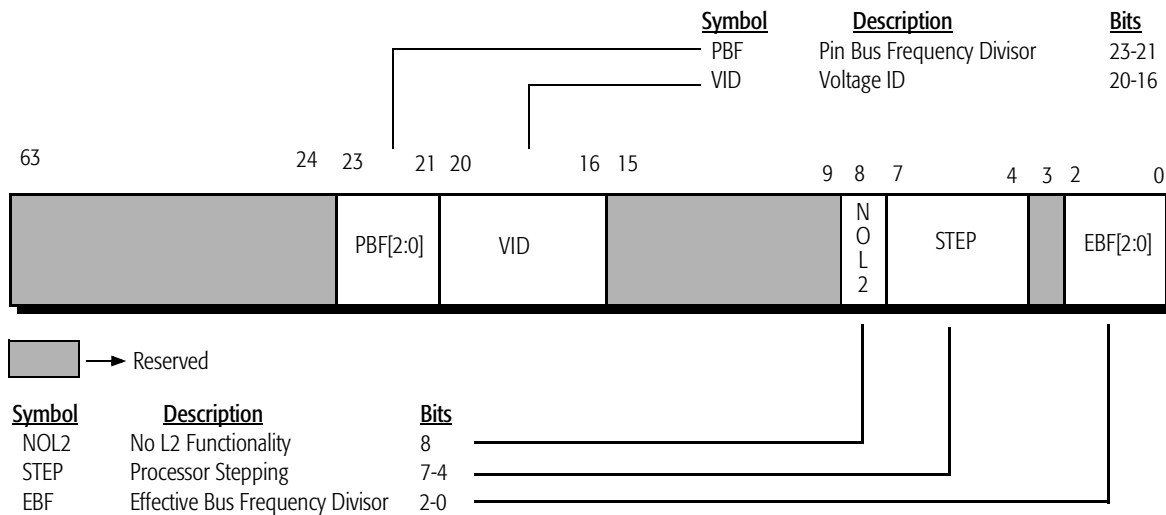 Symbol Description Bits
PBF Pin Bus Frequency Divisor 23-21
VID Voltage ID 20-16
63 24 23 21 20 16 15 9 8 7 4 3 2 0
PBF[2:0] VID N O L 2 STEP EBF[2:0]
Reserved
Symbol Description Bits
NOL2 No L2 Functionality 8
STEP Processor Stepping 7-4
EBF Effective Bus Frequency Divisor 2-0